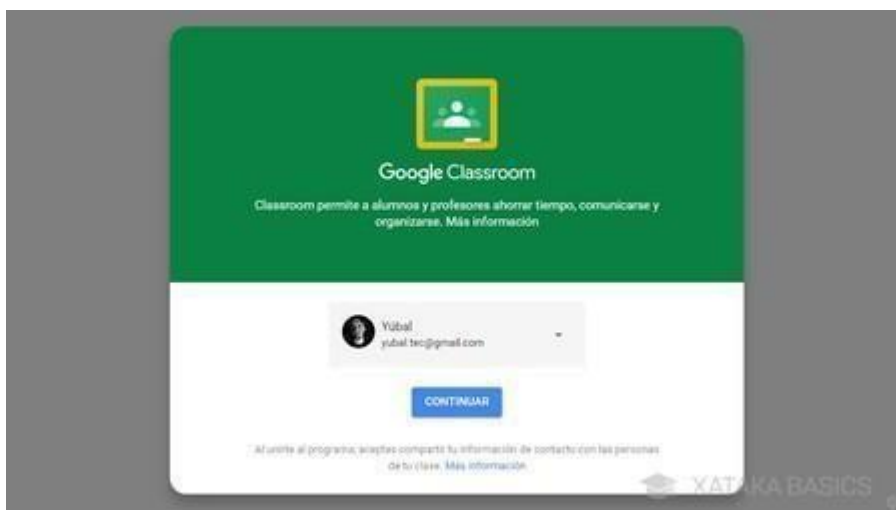 Google Classroom
Classroom permite a alumnos y profesores ahorrar tiempo, comunicarse y
organizarse. Más información
Yúbal
yubal.tec@gmail.com
CONTINUAR
Al unirte al programa, aceptas compartir tu información de contacto con las personas
de tu clase. Más información
XATAKA BASICS